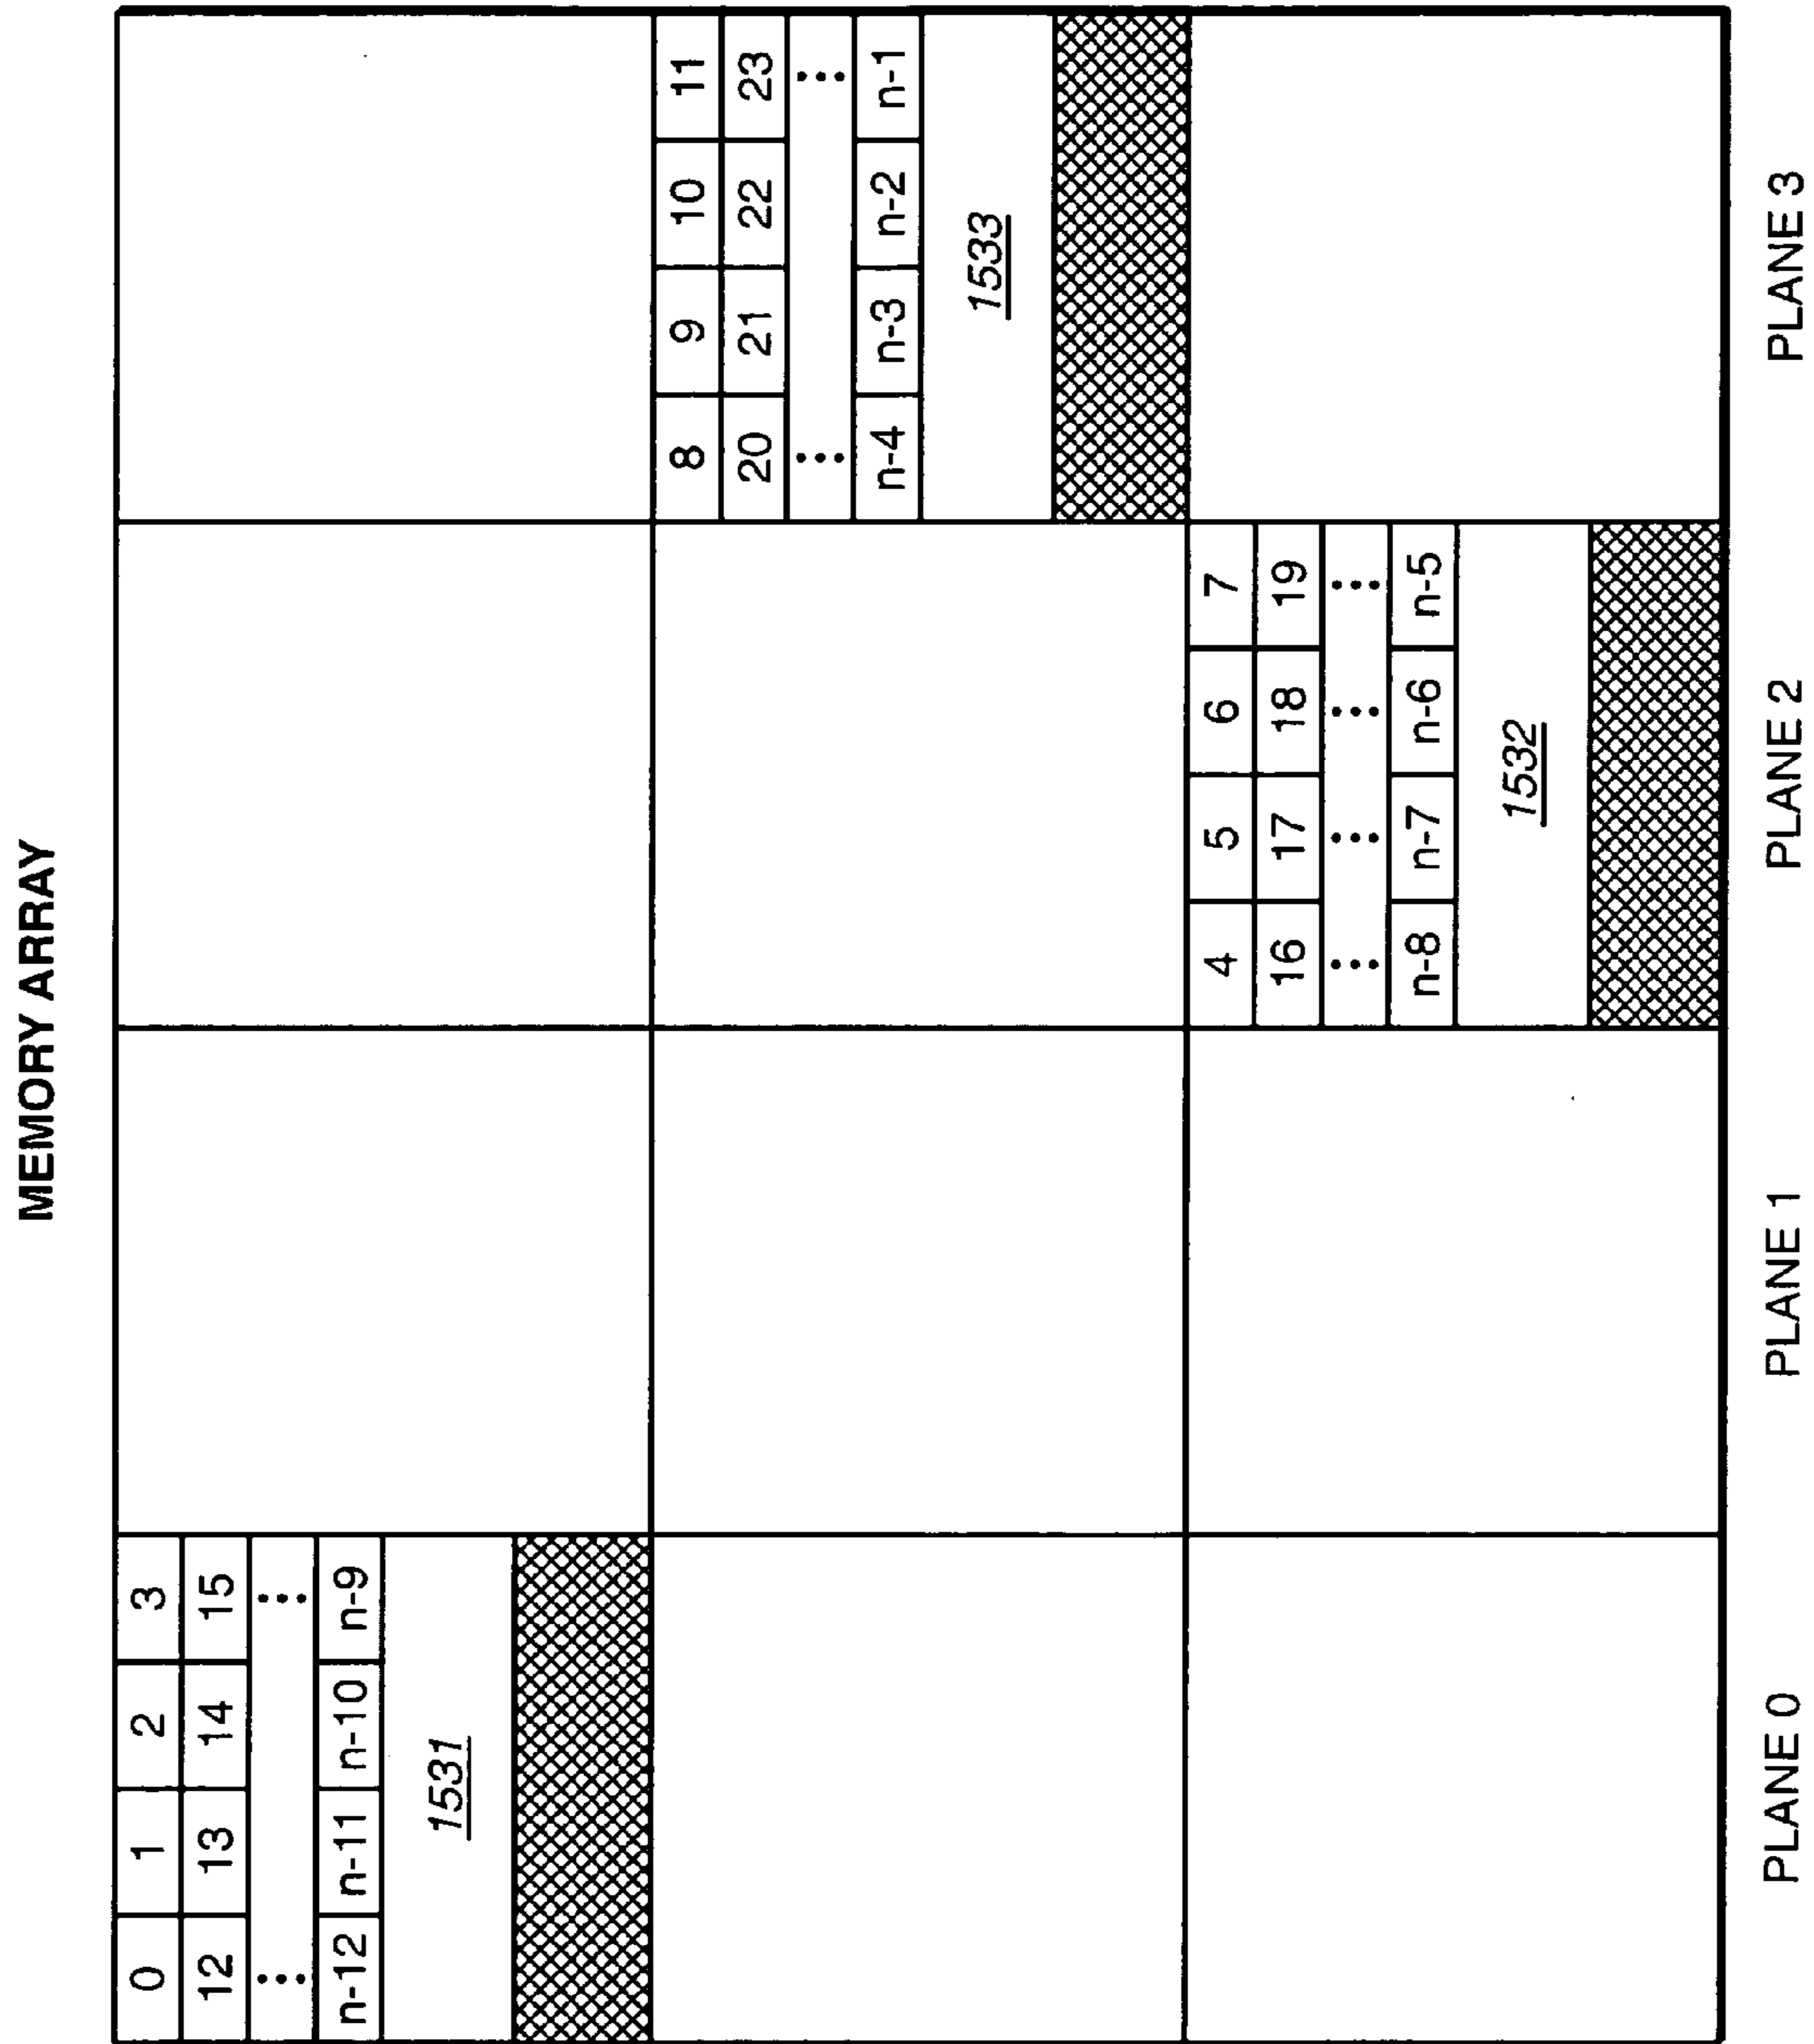 MEMORY ARRAY
0 1 2 3
12 13 14 15
⋮ ⋮
n-12 n-11 n-10 n-9
1531
8 9 10 11
20 21 22 23
⋮ ⋮
n-4 n-3 n-2 n-1
1533
4 5 6 7
16 17 18 19
⋮ ⋮ ⋮ ⋮
n-8 n-7 n-6 n-5
1532
PLANE 0 PLANE 1 PLANE 2 PLANE 3